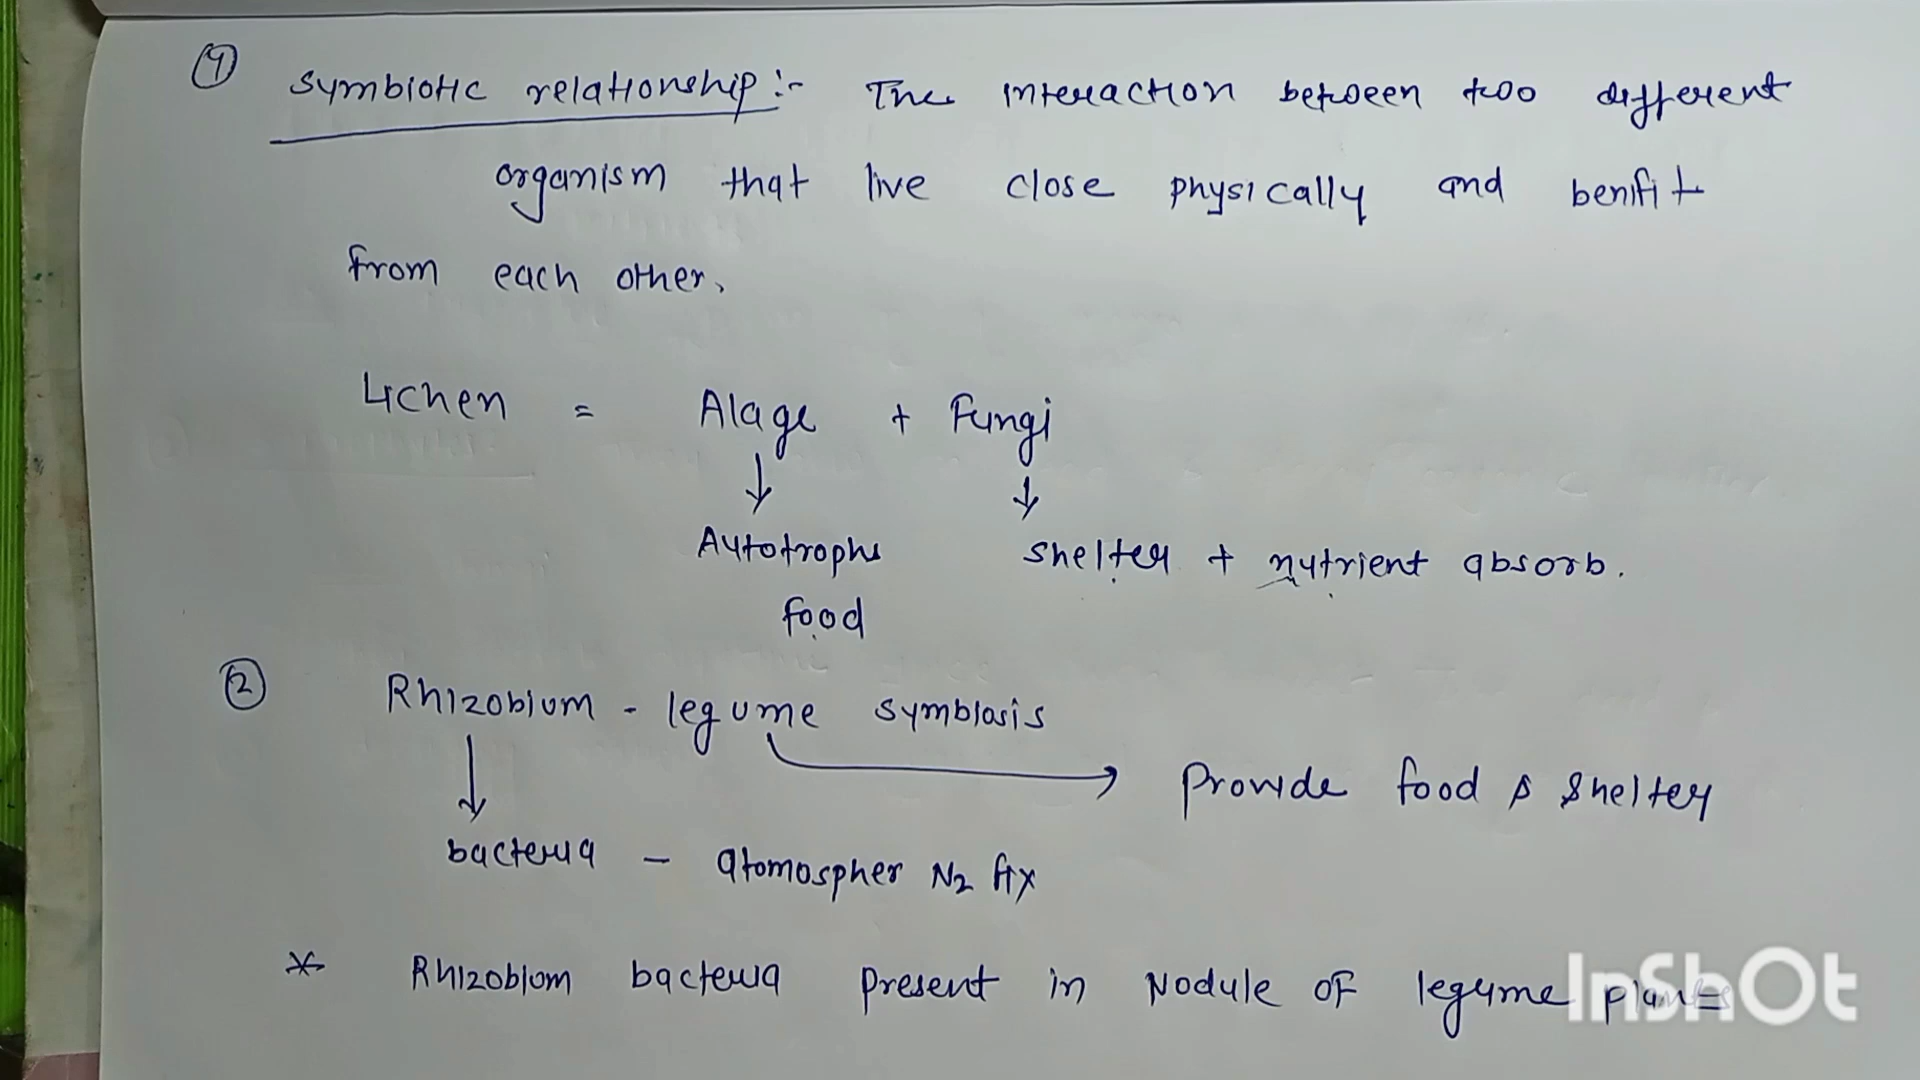 ① Symbiotic relationship :- The interaction between two different
organism that live close physically and benifit
from each other,
Lichen = Alage + Fungi
↓ ↓
Autotrophs shelter + nutrient absorb.
food
② Rhizobium - legume symbiosis
↓ → Provide food & shelter
bacteria - atomospher N2 fix
* Rhizobium bacteria present in Nodule of legume plants
InShOt